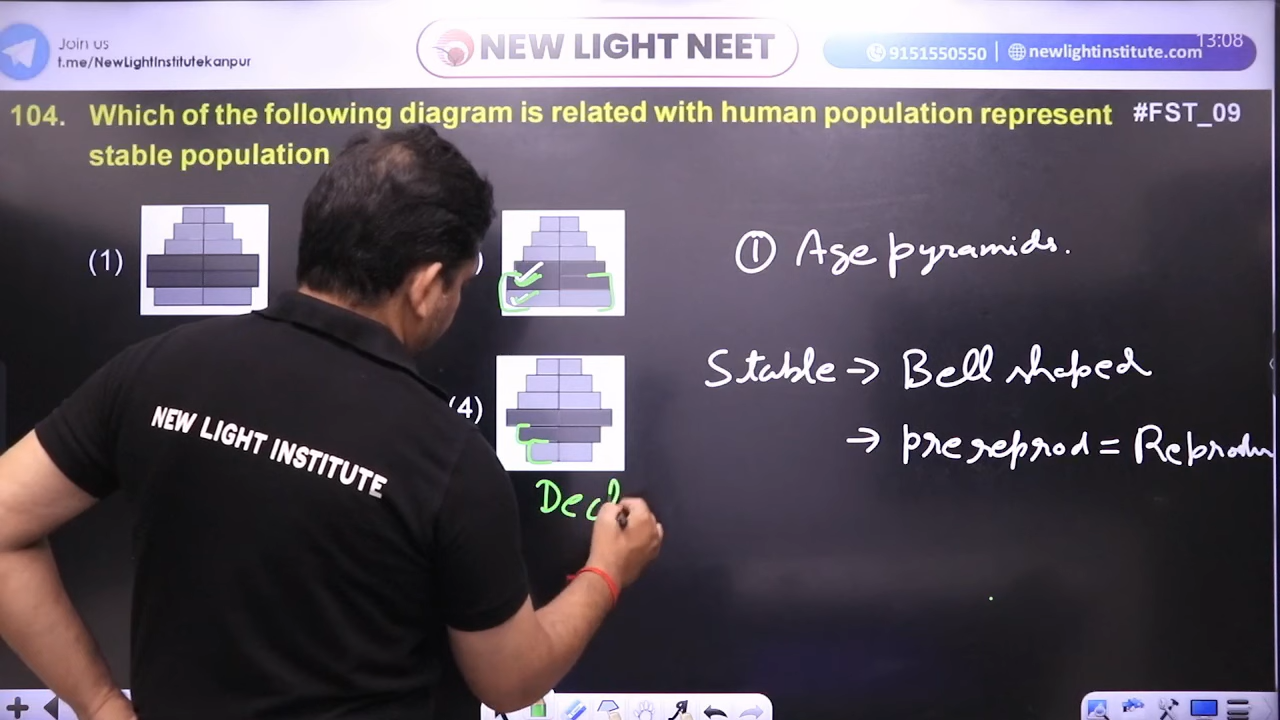 Join us
t.me/NewLightInstitutekanpur
NEW LIGHT NEET
9151550550 | newlightinstitute.com
13:08
104. Which of the following diagram is related with human population represent #FST_09
stable population
(1)
(4)
① Age pyramids.
Stable → Bell shaped
→ prereprod = Reprodu
Decl
NEW LIGHT INSTITUTE